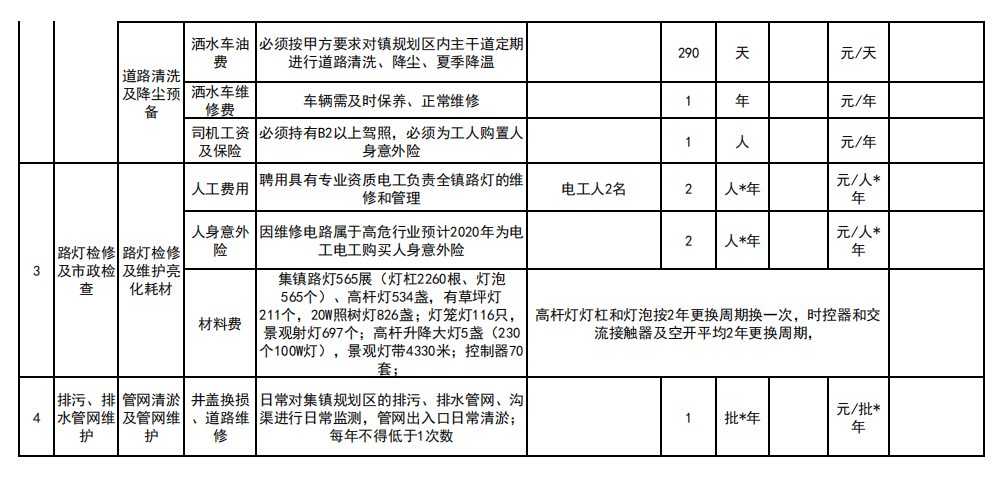 道路清洗
及降尘预
备
洒水车油
费
必须按甲方要求对镇规划区内主干道定期
进行道路清洗、降尘、夏季降温
290
天
元/天
洒水车维
修费
车辆需及时保养、正常维修
1
年
元/年
司机工资
及保险
必须持有B2以上驾照，必须为工人购置人
身意外险
1
人
元/年
3
路灯检修
及市政检
查
路灯检修
及维护亮
化耗材
人工费用
聘用具有专业资质电工负责全镇路灯的维
修和管理
电工人2名
2
人*年
元/人*
年
人身意外
险
因维修电路属于高危行业预计2020年为电
工电工购买人身意外险
2
人*年
元/人*
年
材料费
集镇路灯565展（灯杠2260根、灯泡
565个）、高杆灯534盏，有草坪灯
211个，20W照树灯826盏；灯笼灯116只，
景观射灯697个；高杆升降大灯5盏（230
个100W灯），景观灯带4330米；控制器70
套；
高杆灯灯杠和灯泡按2年更换周期换一次，时控器和交
流接触器及空开平均2年更换周期，
4
排污、排
水管网维
护
管网清淤
及管网维
护
井盖换损
、道路维
修
日常对集镇规划区的排污、排水管网、沟
渠进行日常监测，管网出入口日常清淤；
每年不得低于1次数
1
批*年
元/批*
年